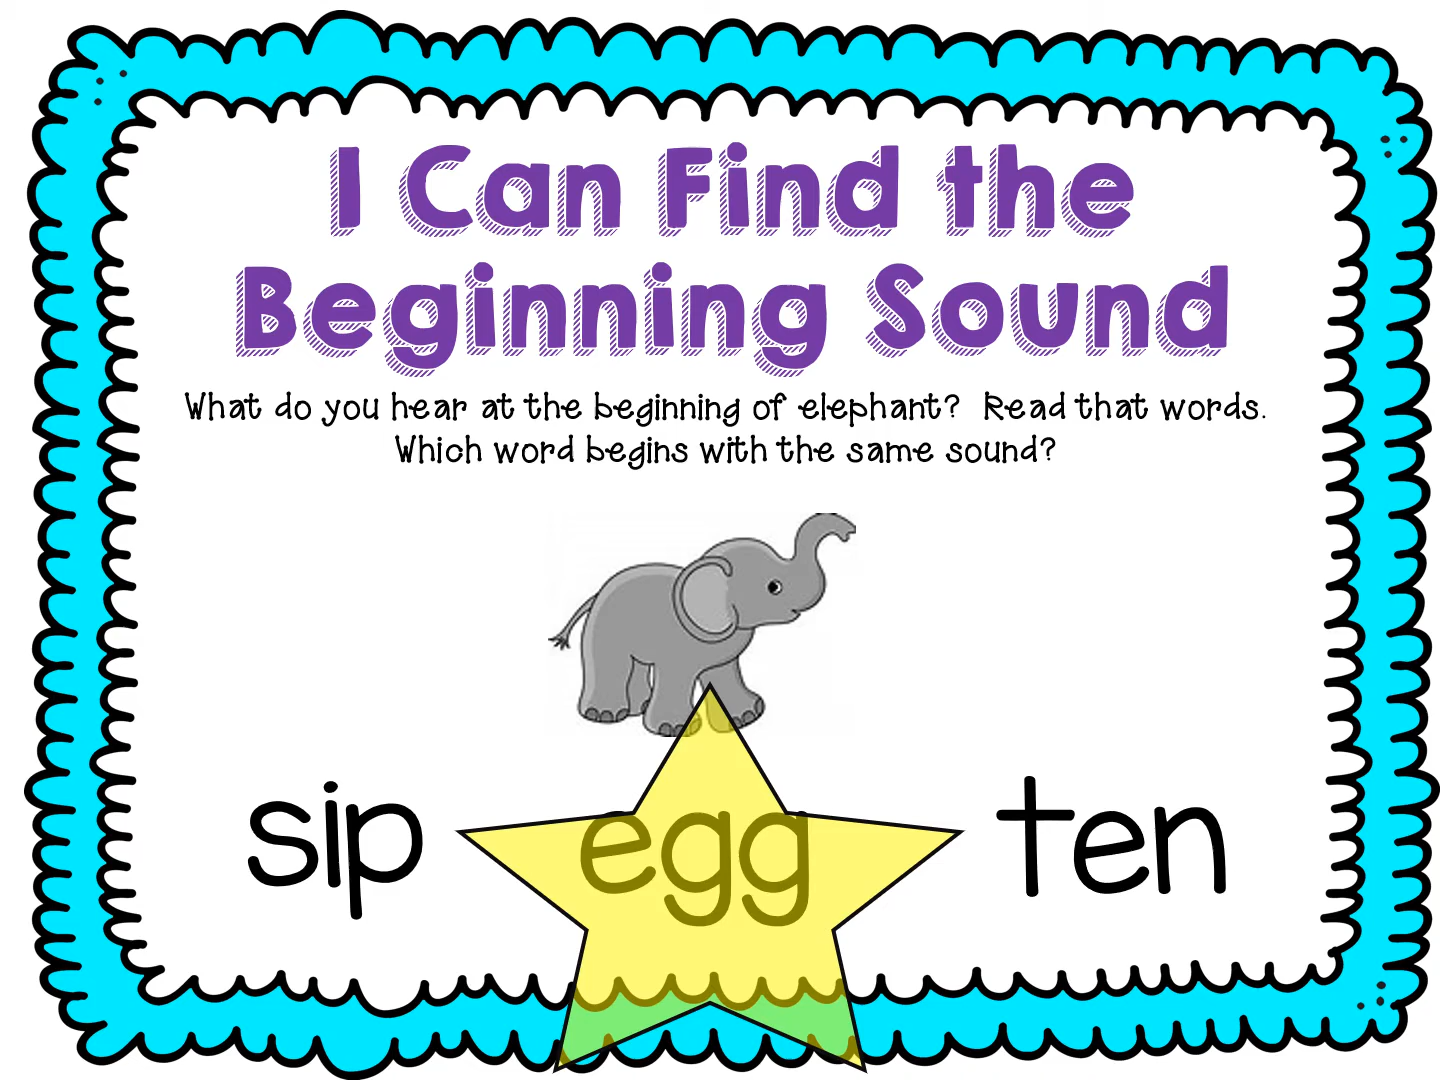 I Can Find the
Beginning Sound
What do you hear at the beginning of elephant? Read that words.
Which word begins with the same sound?
sip egg ten